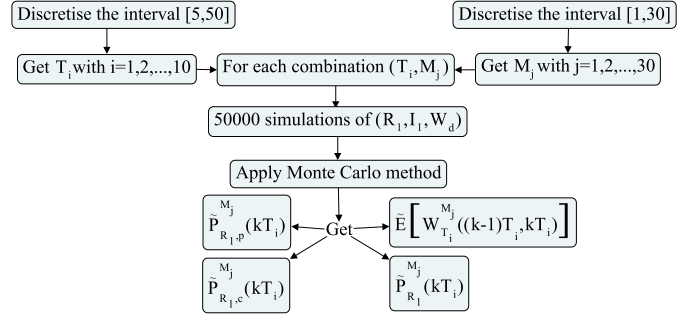 Discretise the interval [5,50]
Discretise the interval [1,30]
Get T_i with i=1,2,...,10
For each combination (T_i,M_j)
Get M_j with j=1,2,...,30
50000 simulations of (R_1,I_1,W_d)
Apply Monte Carlo method
P̃_{R_1,p}^{M_j}(kT_i)
Get
Ẽ[W_{T_i}^{M_j}((k-1)T_i,kT_i)]
P̃_{R_1,c}^{M_j}(kT_i)
P̃_{R_1}^{M_j}(kT_i)